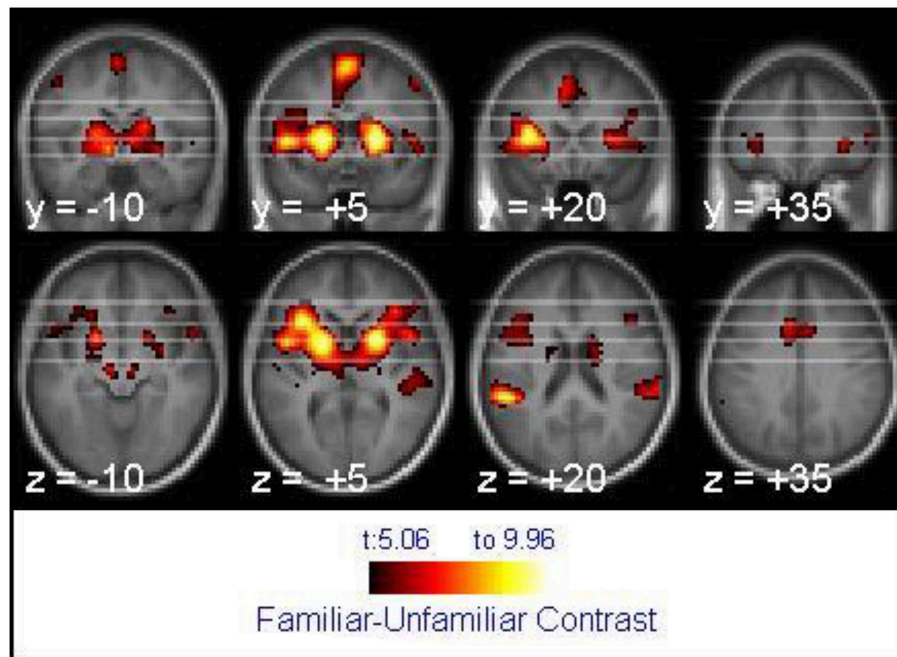 y = -10
y = +5
y = +20
y = +35
z = -10
z = +5
z = +20
z = +35
t:5.06 to 9.96
Familiar-Unfamiliar Contrast